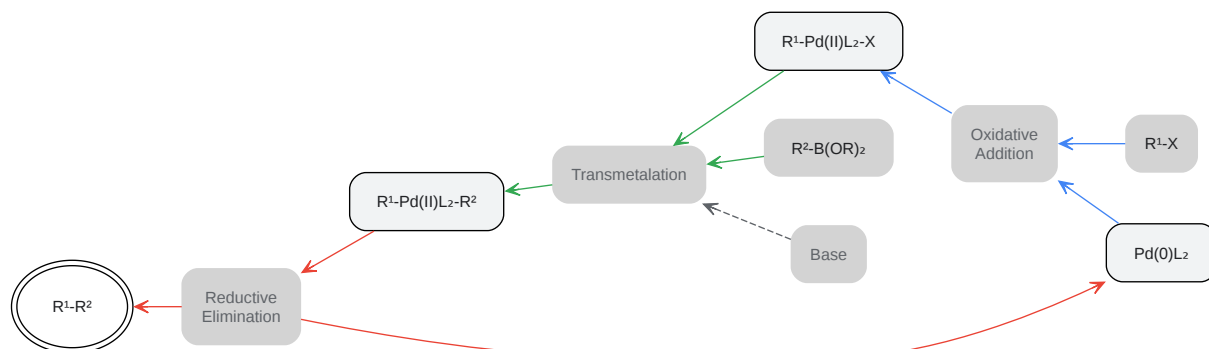 R¹-Pd(II)L₂-X
Oxidative
Addition
R¹-X
R²-B(OR)₂
Transmetalation
R¹-Pd(II)L₂-R²
Base
Pd(0)L₂
Reductive
Elimination
R¹-R²